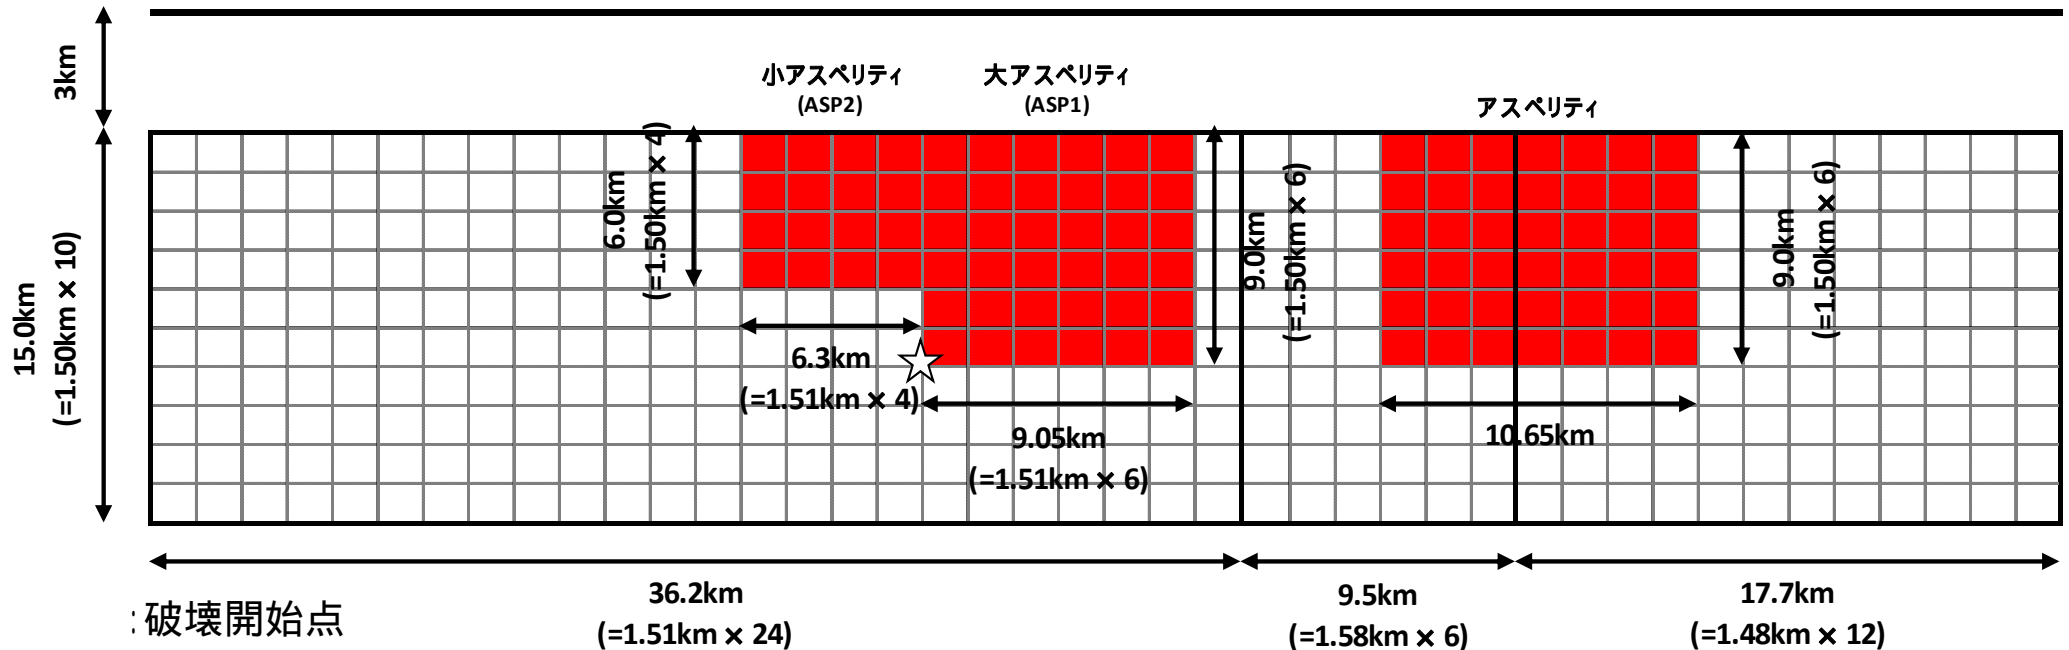 3km
小アスペリティ
(ASP2)
大アスペリティ
(ASP1)
アスペリティ
15.0km
(=1.50km × 10)
6.0km
(=1.50km × 4)
9.0km
(=1.50km × 6)
9.0km
(=1.50km × 6)
6.3km
(=1.51km × 4)
9.05km
(=1.51km × 6)
10.65km
36.2km
(=1.51km × 24)
9.5km
(=1.58km × 6)
17.7km
(=1.48km × 12)
:破壊開始点